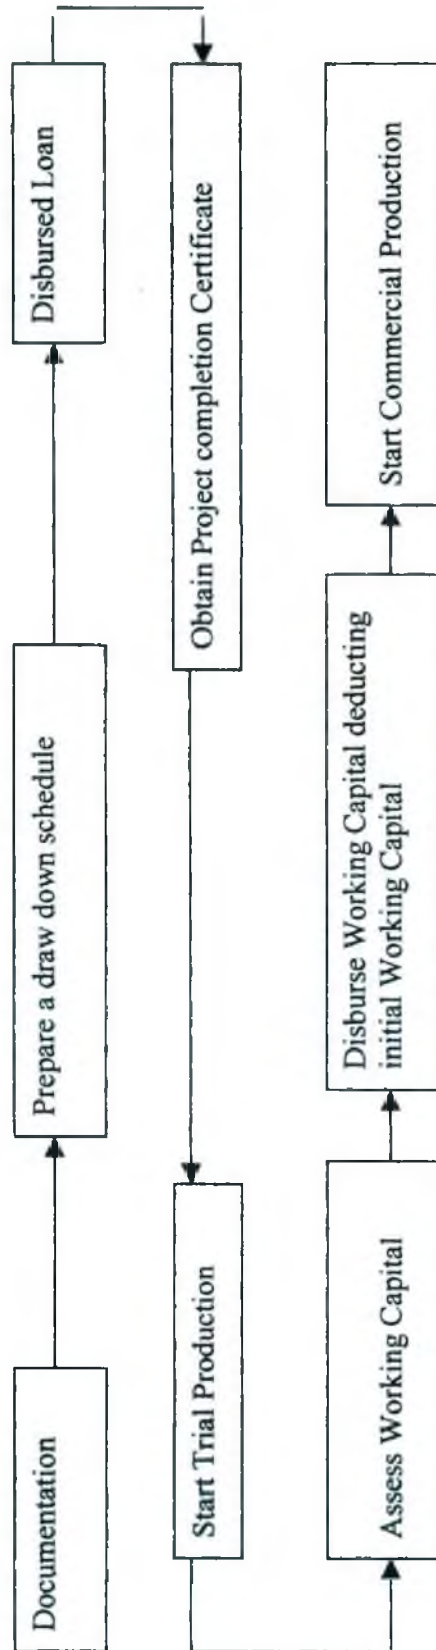 Documentation
Prepare a draw down schedule
Disbursed Loan
Obtain Project completion Certificate
Start Trial Production
Assess Working Capital
Disburse Working Capital deducting
initial Working Capital
Start Commercial Production